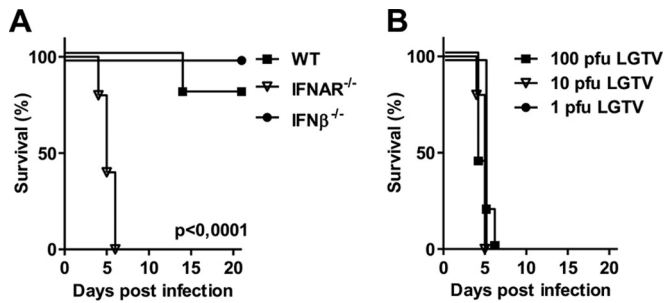 A
Survival (%)
100
50
0
0 5 10 15 20
Days post infection
p<0,0001
WT
IFNAR-/-
IFNβ-/-
B
Survival (%)
100
50
0
0 5 10 15 20
Days post infection
100 pfu LGTV
10 pfu LGTV
1 pfu LGTV